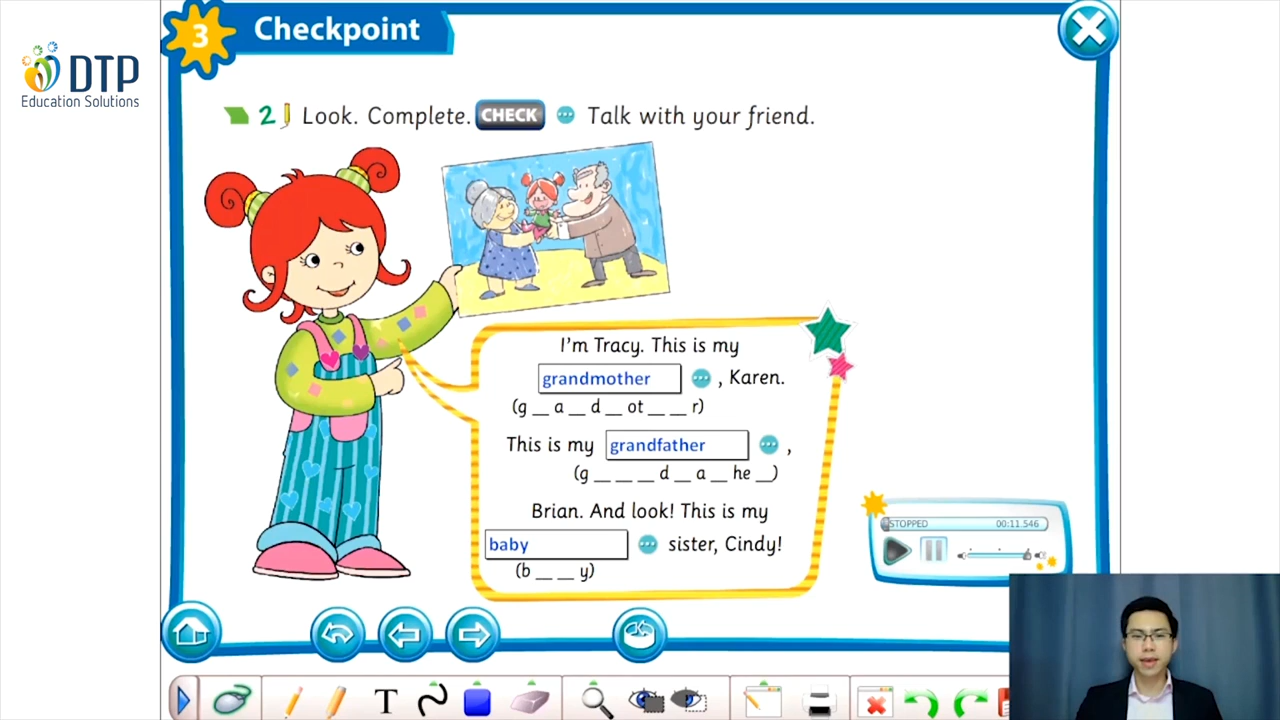 3 Checkpoint
DTP
Education Solutions
2 Look. Complete. CHECK Talk with your friend.
I'm Tracy. This is my
grandmother , Karen.
(g __ a __ d __ ot __ __ r)
This is my grandfather ,
(g __ __ __ d __ a __ he __)
Brian. And look! This is my
baby sister, Cindy!
(b __ __ y)
STOPPED 00:11.546
T